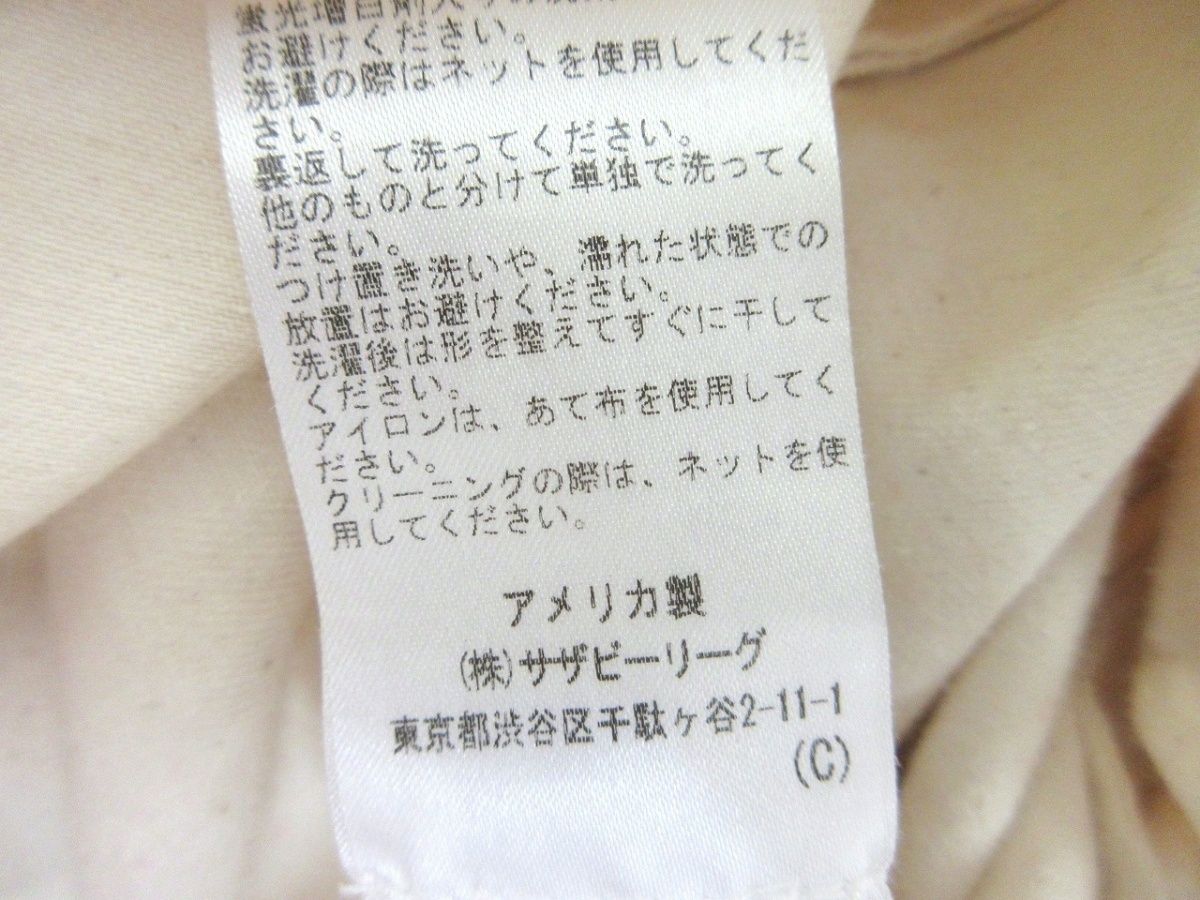 蛍光増白剤入り
お避けください。
洗濯の際はネットを使用してくだ
さい。
裏返して洗ってください。
他のものと分けて単独で洗ってく
ださい。
つけ置き洗いや、濡れた状態での
放置はお避けください。
洗濯後は形を整えてすぐに干して
ください。
アイロンは、あて布を使用してく
ださい。
クリーニングの際は、ネットを使
用してください。
アメリカ製
(株)サザビーリーグ
東京都渋谷区千駄ヶ谷2-11-1
(C)